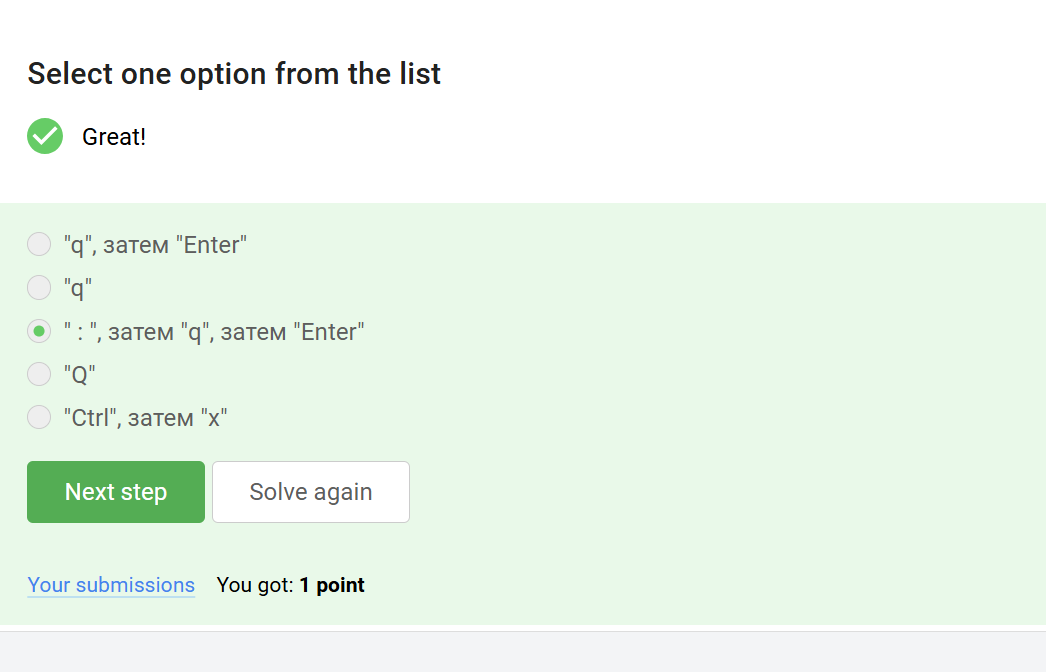 Select one option from the list
Great!
"q", затем "Enter"
"q"
" : ", затем "q", затем "Enter"
"Q"
"Ctrl", затем "x"
Next step Solve again
Your submissions You got: 1 point